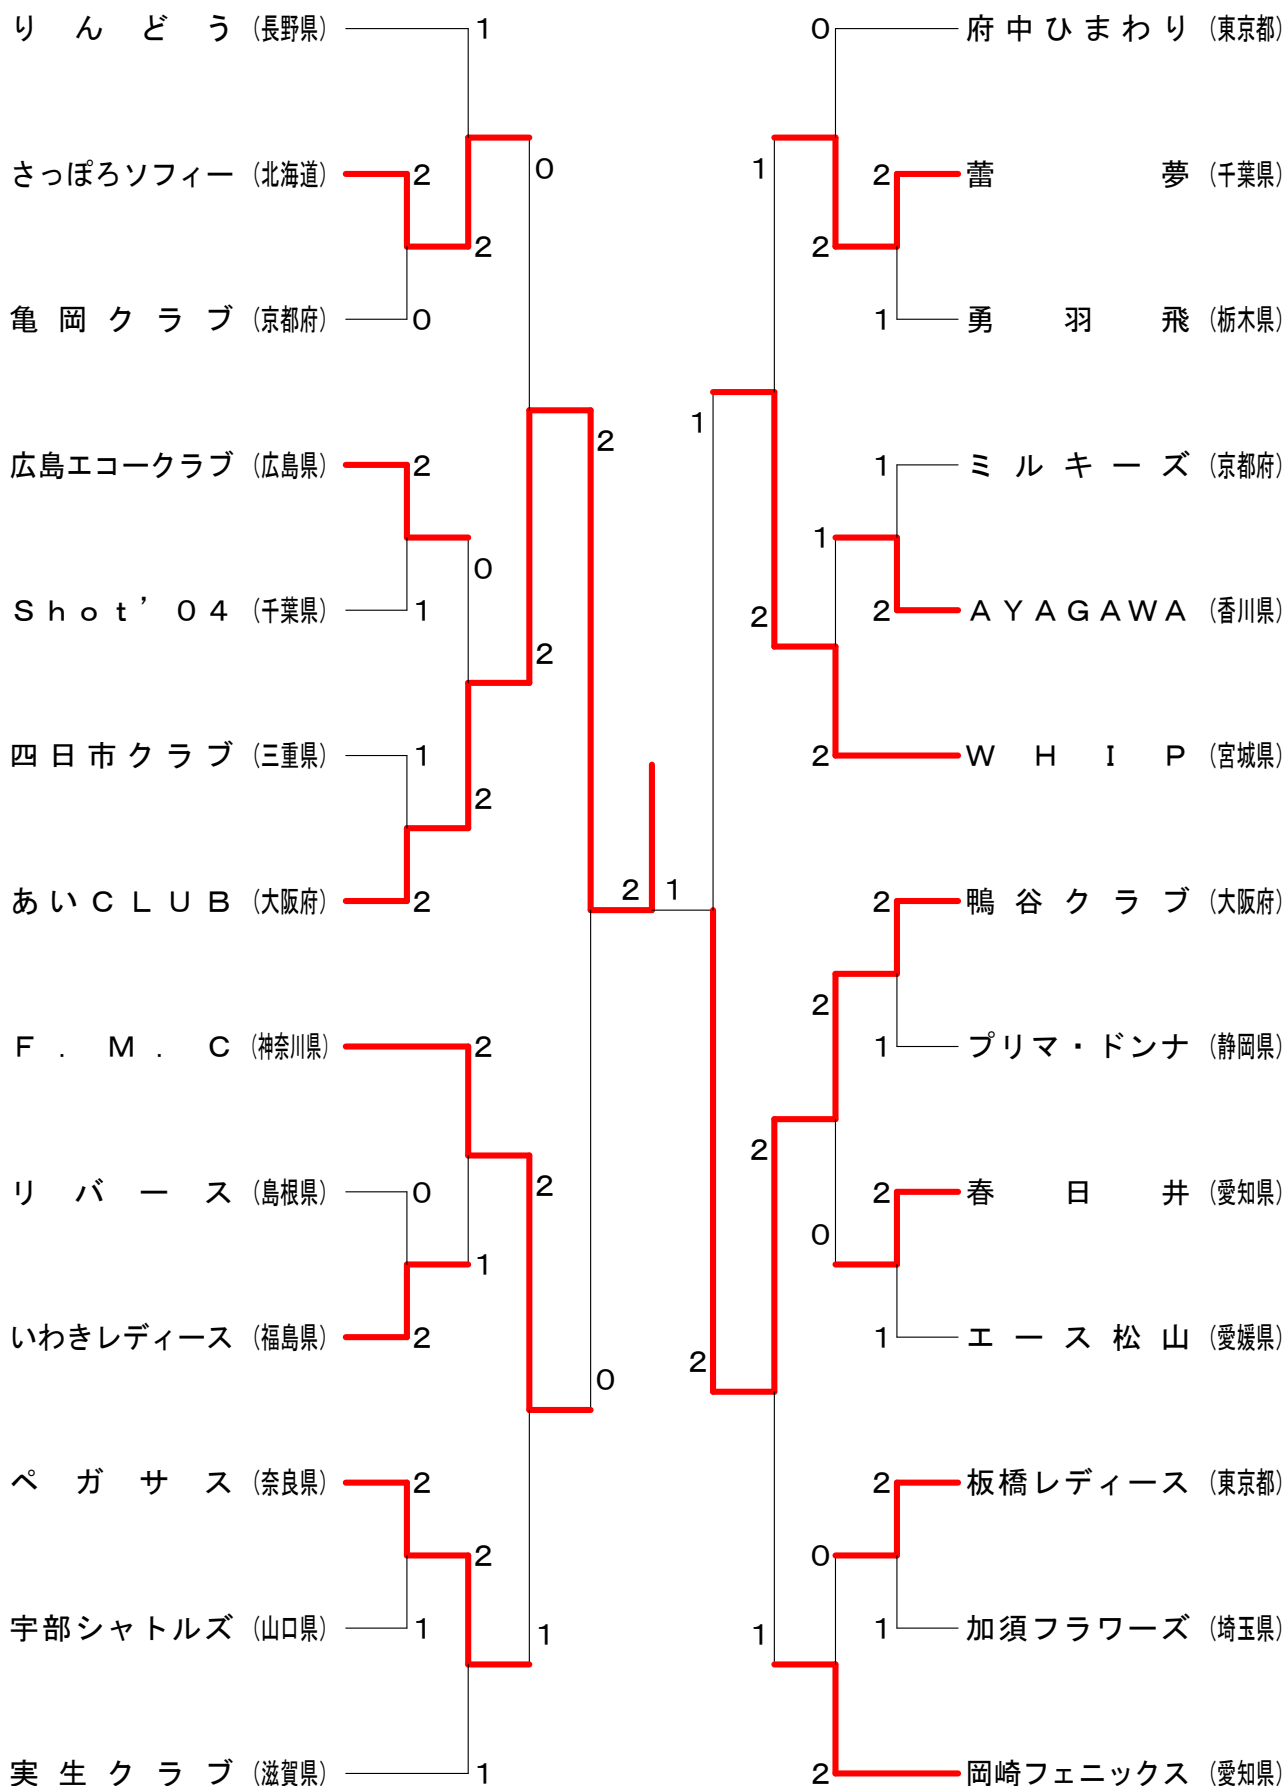 りんどう (長野県) 1
さっぽろソフィー (北海道) 2
0
2
亀岡クラブ (京都府) 0
広島エコークラブ (広島県) 2
2
0
Shot’04 (千葉県) 1
2
四日市クラブ (三重県) 1
2
あいCLUB (大阪府) 2
2 1
F.M.C (神奈川県) 2
リバース (島根県) 0
2
1
いわきレディース (福島県) 2
0
ペガサス (奈良県) 2
2
宇部シャトルズ (山口県) 1
1
実生クラブ (滋賀県) 1
0 府中ひまわり (東京都)
1
2 蕾夢 (千葉県)
2
1 勇羽飛 (栃木県)
1
1 ミルキーズ (京都府)
1
2 AYAGAWA (香川県)
2
2 WHIP (宮城県)
2 鴨谷クラブ (大阪府)
2
1 プリマ・ドンナ (静岡県)
2
2 春日井 (愛知県)
0
1 エース松山 (愛媛県)
2
2 板橋レディース (東京都)
0
1 加須フラワーズ (埼玉県)
1
2 岡崎フェニックス (愛知県)